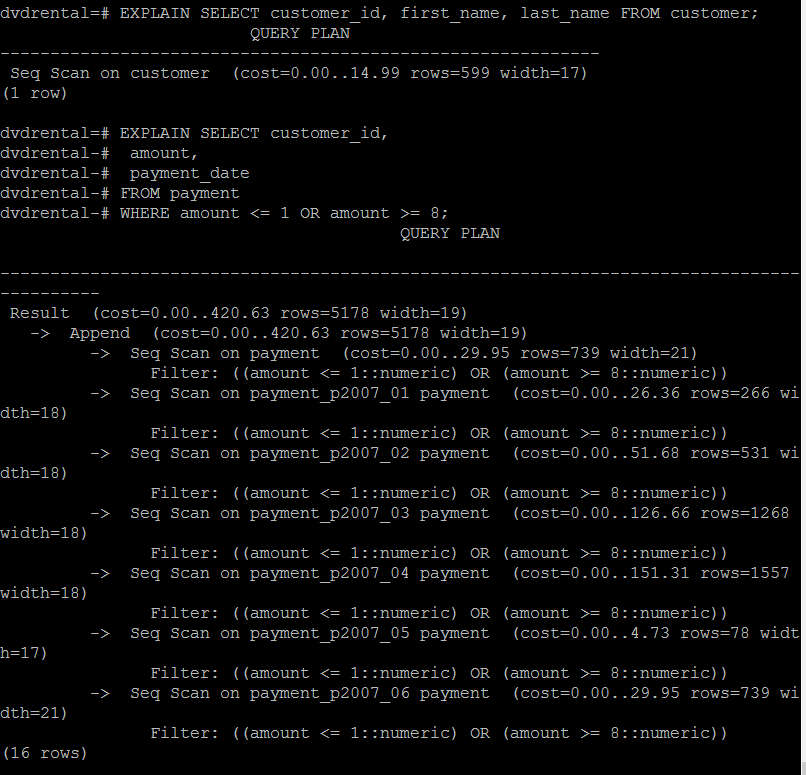 dvdrental=# EXPLAIN SELECT customer_id, first_name, last_name FROM customer;
                         QUERY PLAN
------------------------------------------------------------
 Seq Scan on customer  (cost=0.00..14.99 rows=599 width=17)
(1 row)

dvdrental=# EXPLAIN SELECT customer_id,
dvdrental-#  amount,
dvdrental-#  payment_date
dvdrental-# FROM payment
dvdrental-# WHERE amount <= 1 OR amount >= 8;
                                        QUERY PLAN

--------------------------------------------------------------------------------
----------
 Result  (cost=0.00..420.63 rows=5178 width=19)
   ->  Append  (cost=0.00..420.63 rows=5178 width=19)
         ->  Seq Scan on payment  (cost=0.00..29.95 rows=739 width=21)
               Filter: ((amount <= 1::numeric) OR (amount >= 8::numeric))
         ->  Seq Scan on payment_p2007_01 payment  (cost=0.00..26.36 rows=266 wi
dth=18)
               Filter: ((amount <= 1::numeric) OR (amount >= 8::numeric))
         ->  Seq Scan on payment_p2007_02 payment  (cost=0.00..51.68 rows=531 wi
dth=18)
               Filter: ((amount <= 1::numeric) OR (amount >= 8::numeric))
         ->  Seq Scan on payment_p2007_03 payment  (cost=0.00..126.66 rows=1268
width=18)
               Filter: ((amount <= 1::numeric) OR (amount >= 8::numeric))
         ->  Seq Scan on payment_p2007_04 payment  (cost=0.00..151.31 rows=1557
width=18)
               Filter: ((amount <= 1::numeric) OR (amount >= 8::numeric))
         ->  Seq Scan on payment_p2007_05 payment  (cost=0.00..4.73 rows=78 widt
h=17)
               Filter: ((amount <= 1::numeric) OR (amount >= 8::numeric))
         ->  Seq Scan on payment_p2007_06 payment  (cost=0.00..29.95 rows=739 wi
dth=21)
               Filter: ((amount <= 1::numeric) OR (amount >= 8::numeric))
(16 rows)